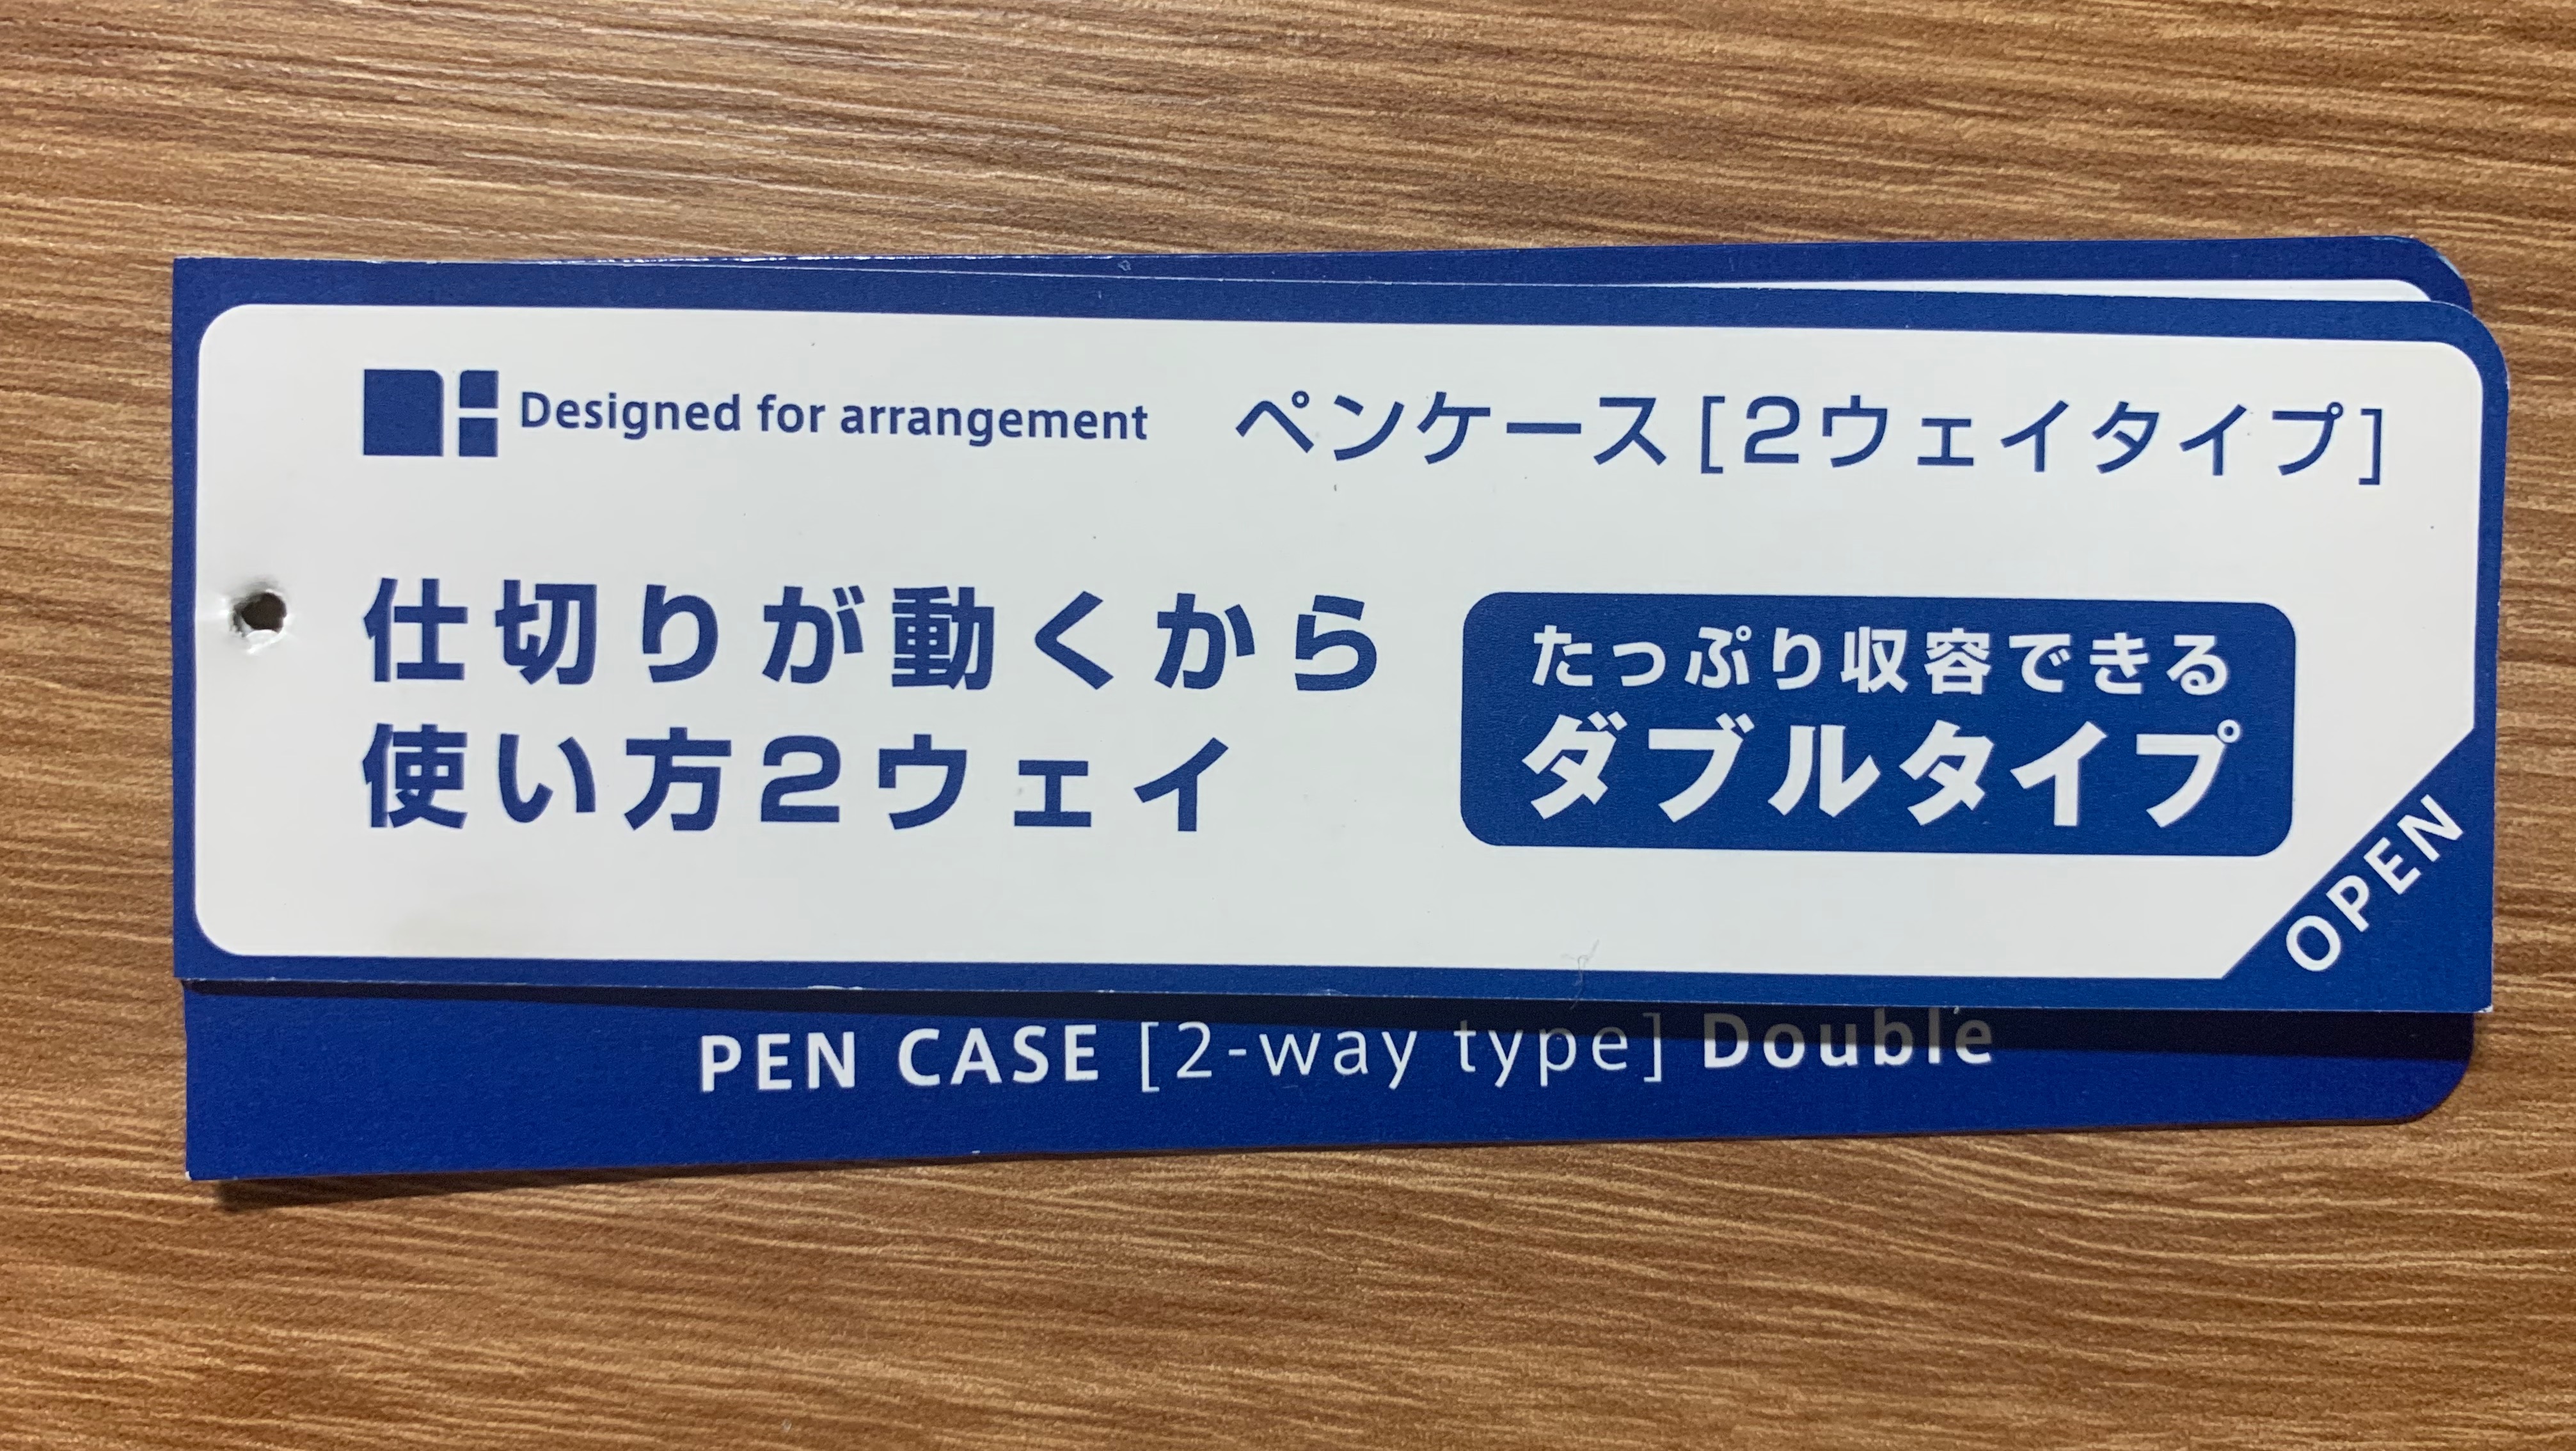 Designed for arrangement ペンケース[2ウェイタイプ]
仕切りが動くから
使い方2ウェイ
たっぷり収容できる
ダブルタイプ
OPEN
PEN CASE [2-way type] Double